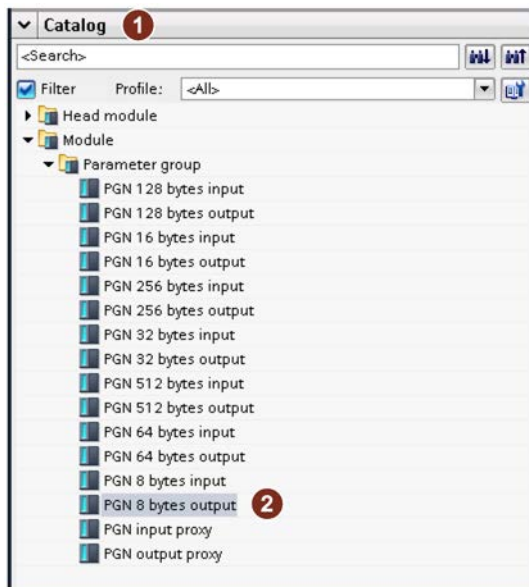 Catalog 1
<Search>
Filter Profile: <All>
Head module
Module
Parameter group
PGN 128 bytes input
PGN 128 bytes output
PGN 16 bytes input
PGN 16 bytes output
PGN 256 bytes input
PGN 256 bytes output
PGN 32 bytes input
PGN 32 bytes output
PGN 512 bytes input
PGN 512 bytes output
PGN 64 bytes input
PGN 64 bytes output
PGN 8 bytes input
PGN 8 bytes output 2
PGN input proxy
PGN output proxy